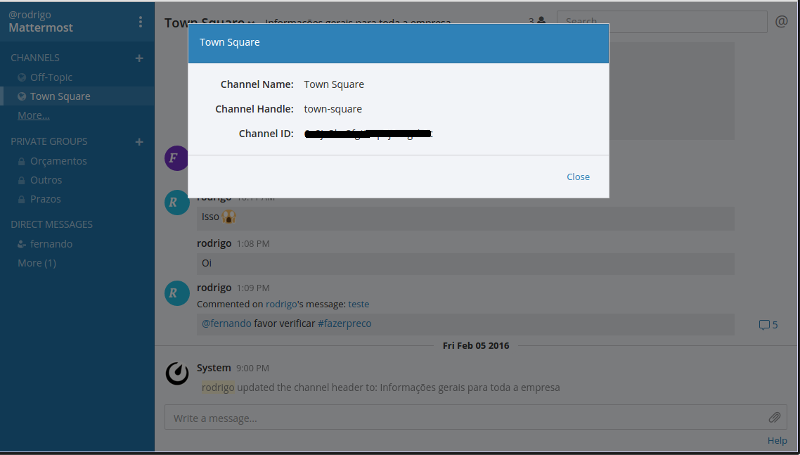 @rodrigo
Mattermost
CHANNELS
Off-Topic
Town Square
More...
PRIVATE GROUPS
Orçamentos
Outros
Prazos
DIRECT MESSAGES
fernando
More (1)
Town Square
Informações gerais para toda a empresa
3
Search
@
Town Square
Channel Name: Town Square
Channel Handle: town-square
Channel ID:
Close
F
R
rodrigo
Isso
rodrigo 1:08 PM
Oi
R
rodrigo 1:09 PM
Commented on rodrigo's message: teste
@fernando favor verificar #fazerpreco
5
Fri Feb 05 2016
System 9:00 PM
rodrigo updated the channel header to: Informações gerais para toda a empresa
Write a message...
Help